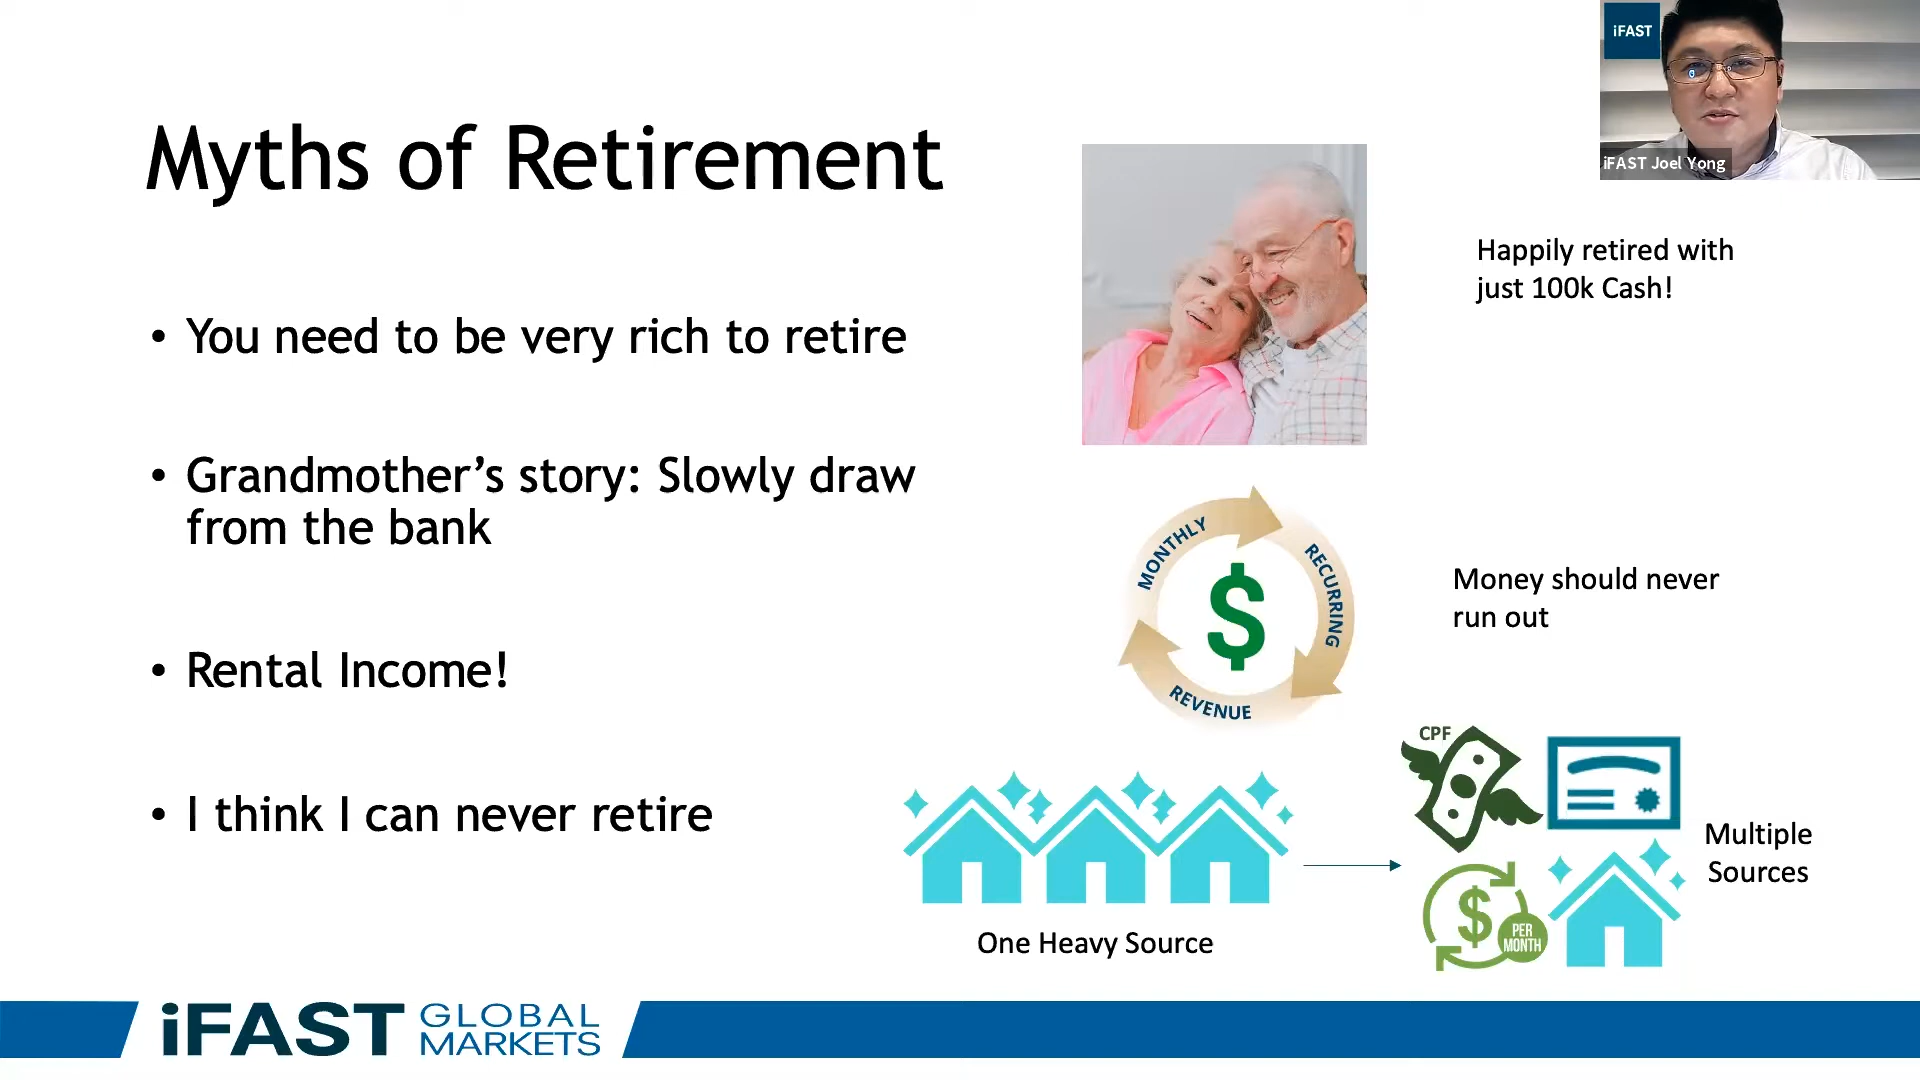 iFAST
iFAST Joel Yong
Myths of Retirement
• You need to be very rich to retire
• Grandmother’s story: Slowly draw
from the bank
• Rental Income!
• I think I can never retire
Happily retired with
just 100k Cash!
MONTHLY
RECURRING
REVENUE
$
Money should never
run out
One Heavy Source
CPF
$
PER
MONTH
Multiple
Sources
iFAST GLOBAL
MARKETS